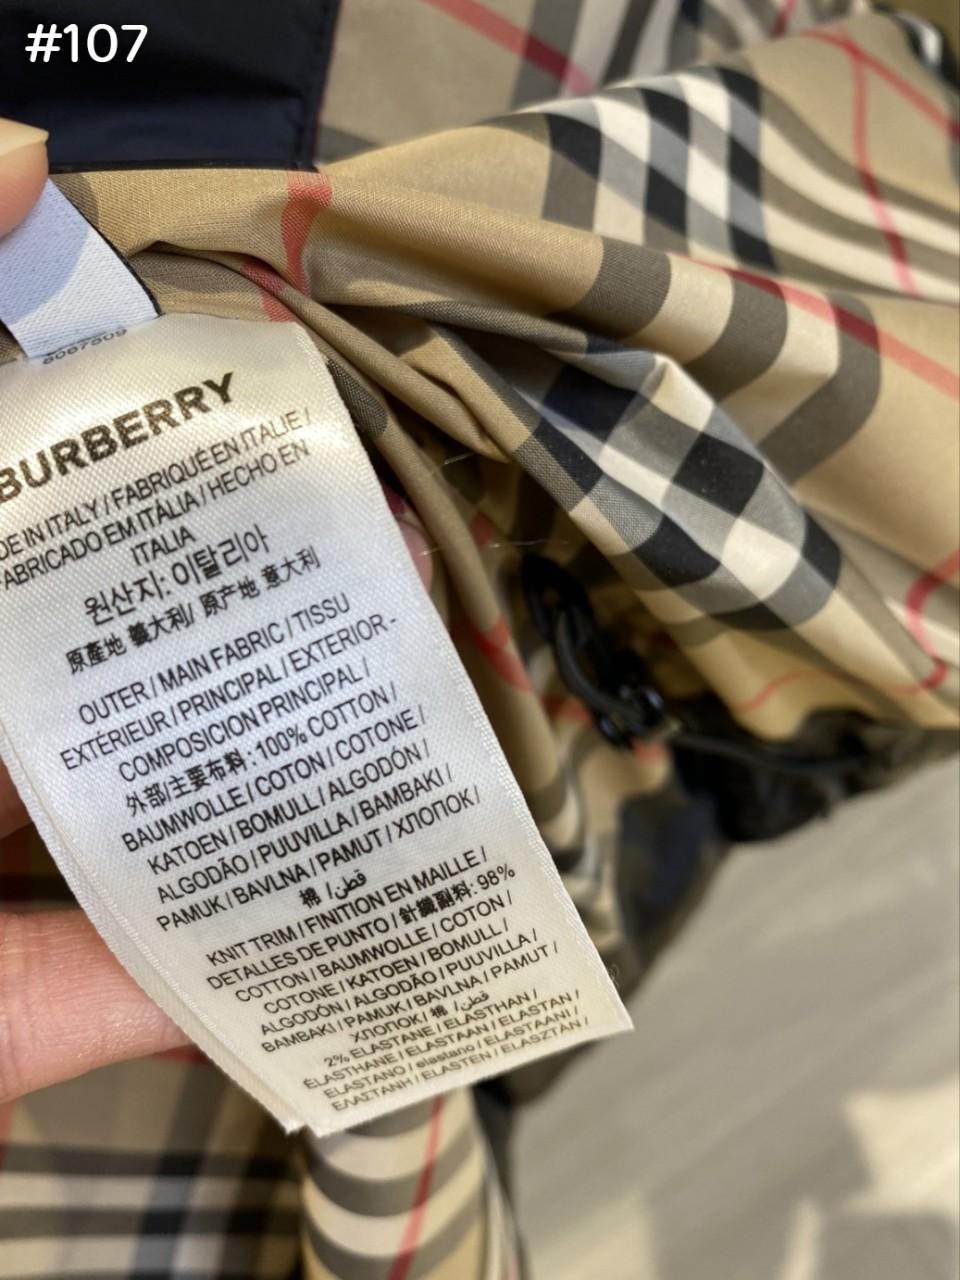 #107
8067809
BURBERRY
DE IN ITALY / FABRIQUÉ EN ITALIE /
FABRICADO EM ITÁLIA / HECHO EN
ITALIA
원산지: 이탈리아
原產地 義大利/ 原产地 意大利
OUTER / MAIN FABRIC / TISSU
EXTÉRIEUR / PRINCIPAL / EXTERIOR -
COMPOSICION PRINCIPAL /
外部/主要布料 : 100% COTTON /
BAUMWOLLE / COTON / COTONE /
KATOEN / BOMULL / ALGODÓN /
ALGODÃO / PUUVILLA / BAMBAKI /
PAMUK / BAVLNA / PAMUT / ХЛОПОК /
棉 / قطن
KNIT TRIM / FINITION EN MAILLE /
DETALLES DE PUNTO / 針織副料: 98%
COTTON / BAUMWOLLE / COTON /
COTONE / KATOEN / BOMULL /
ALGODÓN / ALGODÃO / PUUVILLA /
BAMBAKI / PAMUK / BAVLNA / PAMUT /
ХЛОПОК / 棉 / قطن
2% ELASTANE / ELASTHAN /
ÉLASTHANE / ELASTAAN / ELASTAN /
ELASTANO / elastano / ELASTAANI /
ΕΛΑΣΤΑΝΗ / ELASTEN / ELASZTÁN /